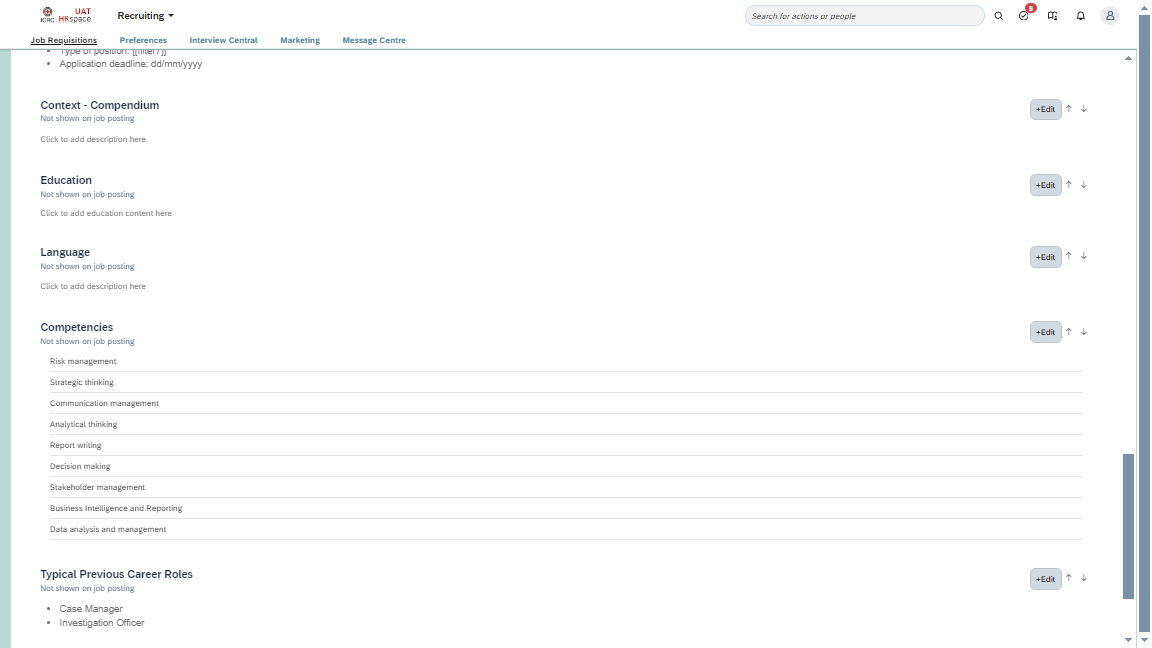 ICRC
UAT
HRspace
Recruiting
Search for actions or people
9
Job Requisitions
Preferences
Interview Central
Marketing
Message Centre
Type of position: [[filter7]]
Application deadline: dd/mm/yyyy
Context - Compendium
Not shown on job posting
+Edit
Click to add description here
Education
Not shown on job posting
+Edit
Click to add education content here
Language
Not shown on job posting
+Edit
Click to add description here
Competencies
Not shown on job posting
+Edit
Risk management
Strategic thinking
Communication management
Analytical thinking
Report writing
Decision making
Stakeholder management
Business Intelligence and Reporting
Data analysis and management
Typical Previous Career Roles
Not shown on job posting
+Edit
Case Manager
Investigation Officer